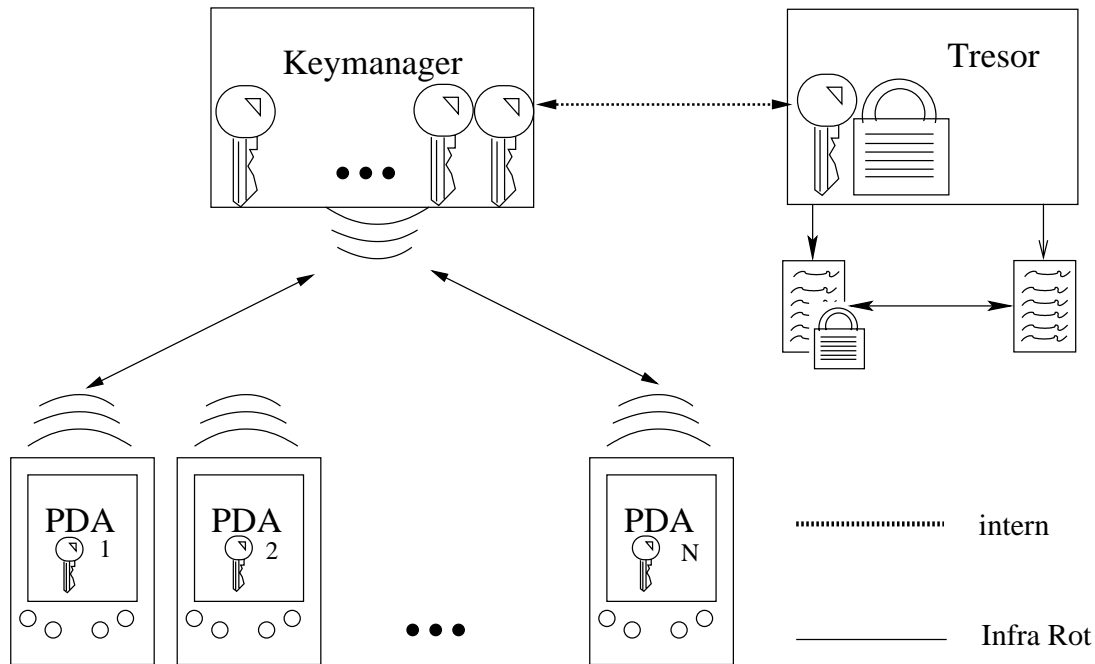 Keymanager
Tresor
PDA
1
PDA
2
PDA
N
intern
Infra Rot